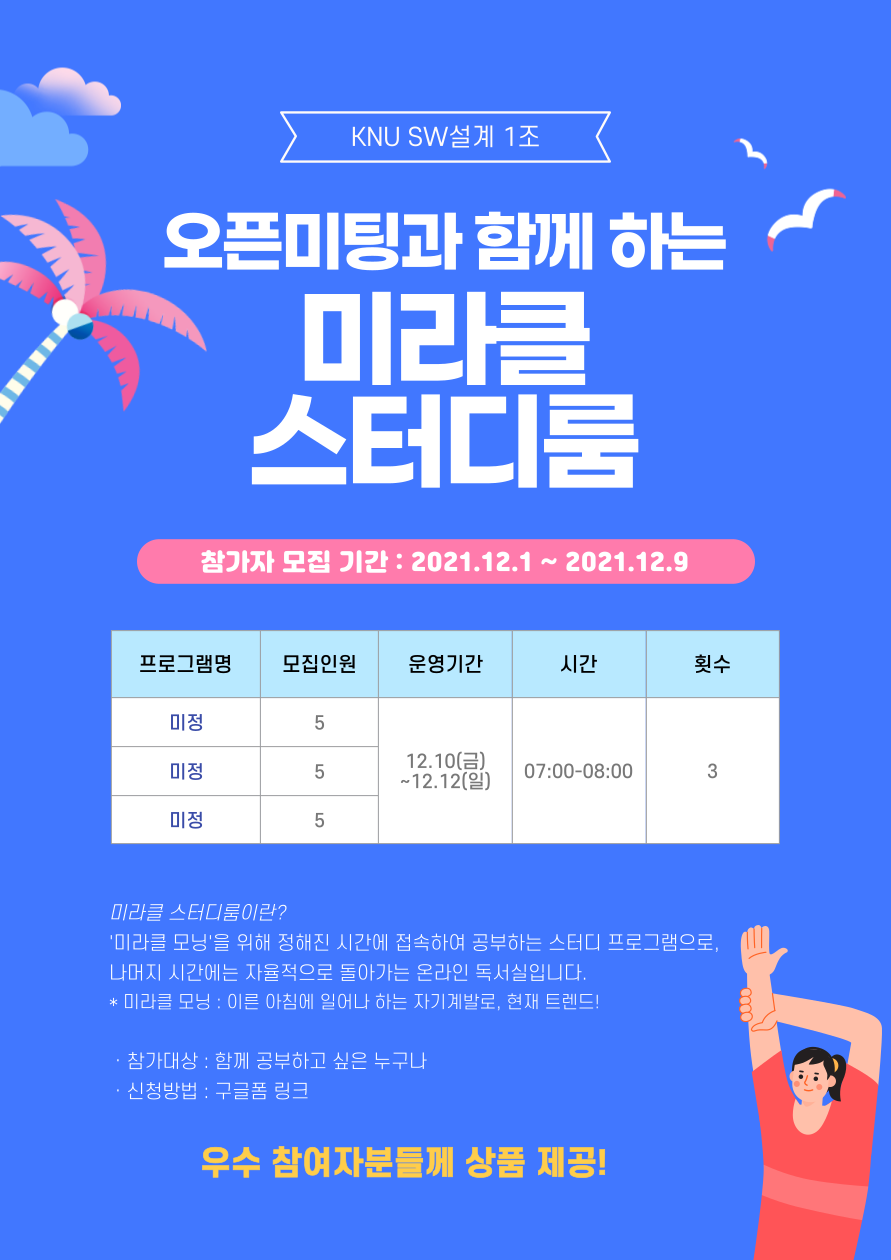 KNU SW설계 1조
오픈미팅과 함께 하는
미라클
스터디룸
참가자 모집 기간 : 2021.12.1 ~ 2021.12.9
프로그램명 모집인원 운영기간 시간 횟수
미정 5
미정 5
미정 5
12.10(금)
~12.12(일)
07:00-08:00
3
미라클 스터디룸이란?
'미라클 모닝'을 위해 정해진 시간에 접속하여 공부하는 스터디 프로그램으로,
나머지 시간에는 자율적으로 돌아가는 온라인 독서실입니다.
* 미라클 모닝 : 이른 아침에 일어나 하는 자기계발로, 현재 트렌드!
· 참가대상 : 함께 공부하고 싶은 누구나
· 신청방법 : 구글폼 링크
우수 참여자분들께 상품 제공!